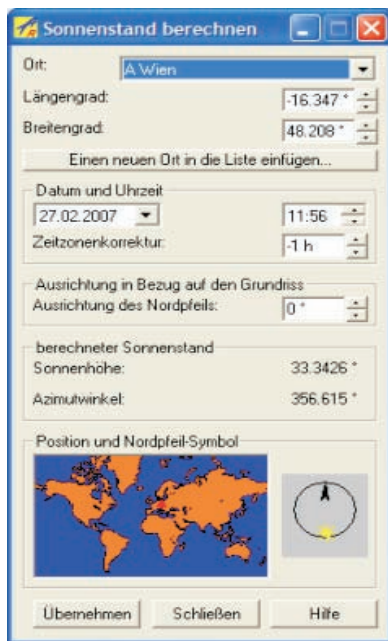 Sonnenstand berechnen
Ort: A Wien
Längengrad: -16.347 °
Breitengrad: 48.208 °
Einen neuen Ort in die Liste einfügen...
Datum und Uhrzeit
27.02.2007 11:56
Zeitzonenkorrektur: -1 h
Ausrichtung in Bezug auf den Grundriss
Ausrichtung des Nordpfeils: 0 °
berechneter Sonnenstand
Sonnenhöhe: 33.3426 °
Azimutwinkel: 356.615 °
Position und Nordpfeil-Symbol
Übernehmen Schließen Hilfe